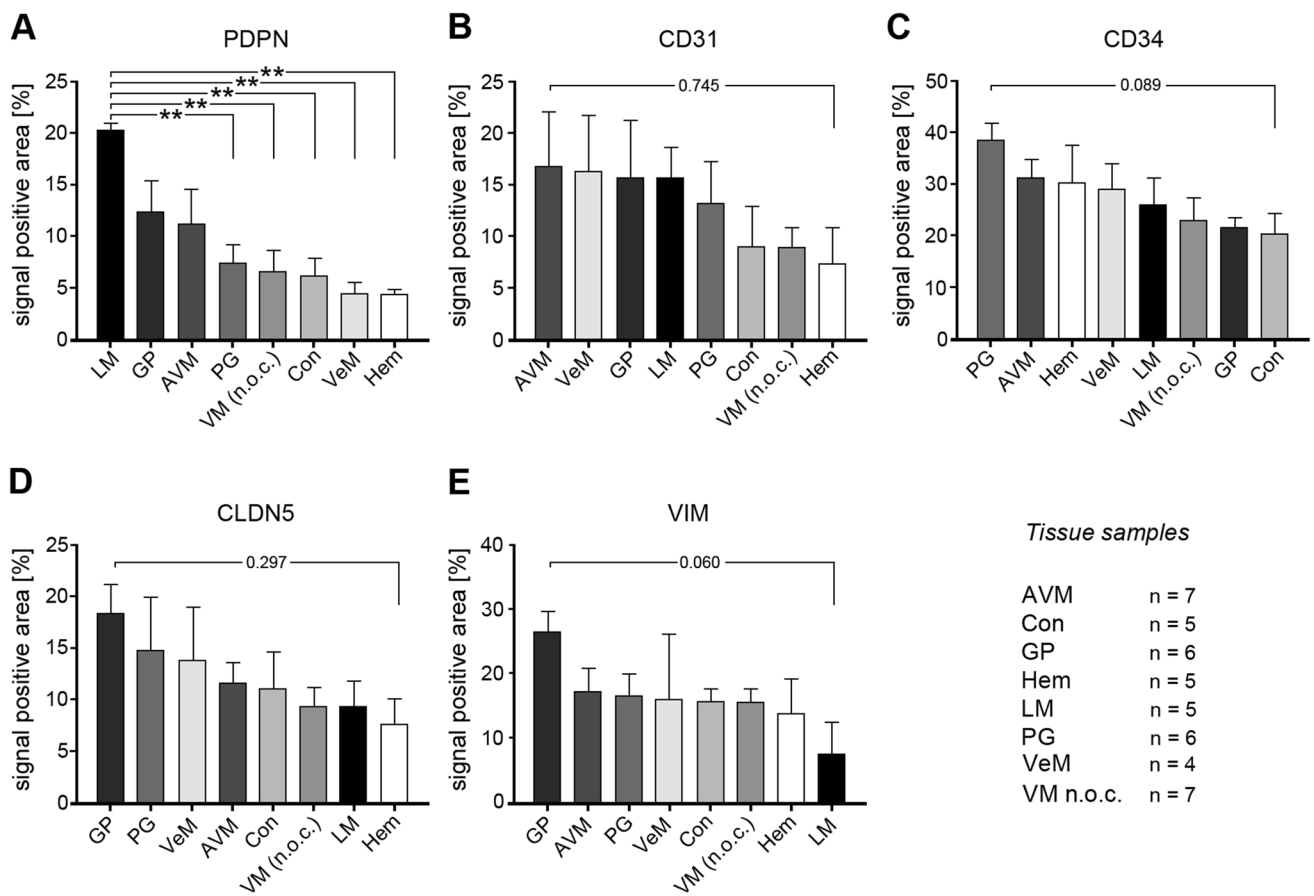 A
PDPN
signal positive area [%]
25
20
15
10
5
0
**
**
**
**
**
LM
GP
AVM
PG
VM (n.o.c.)
Con
VeM
Hem
B
CD31
signal positive area [%]
25
20
15
10
5
0
0.745
AVM
VeM
GP
LM
PG
Con
VM (n.o.c.)
Hem
C
CD34
signal positive area [%]
50
40
30
20
10
0
0.089
PG
AVM
Hem
VeM
LM
VM (n.o.c.)
GP
Con
D
CLDN5
signal positive area [%]
25
20
15
10
5
0
0.297
GP
PG
VeM
AVM
Con
VM (n.o.c.)
LM
Hem
E
VIM
signal positive area [%]
40
30
20
10
0
0.060
GP
AVM
PG
VeM
Con
VM (n.o.c.)
Hem
LM
Tissue samples
AVM n = 7
Con n = 5
GP n = 6
Hem n = 5
LM n = 5
PG n = 6
VeM n = 4
VM n.o.c. n = 7